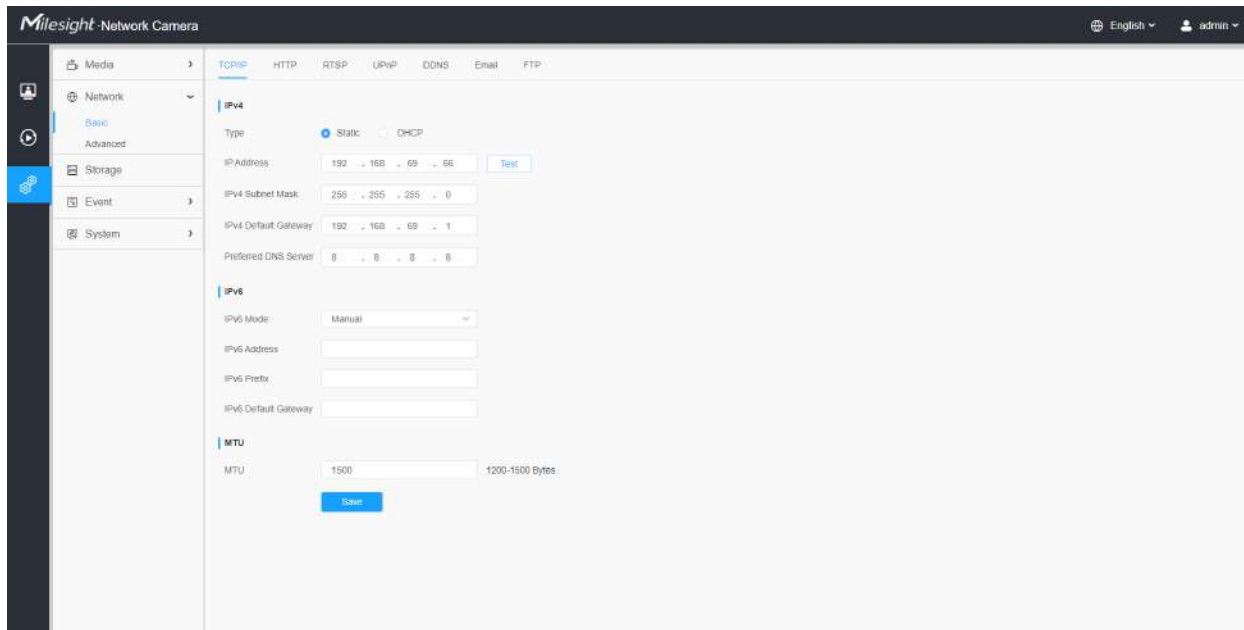 Milesight Network Camera
English
admin
Media
Network
Basic
Advanced
Storage
Event
System
TCP/IP HTTP RTSP UPnP DDNS Email FTP
IPv4
Type Static DHCP
IP Address 192 . 168 . 69 . 66 Test
IPv4 Subnet Mask 255 . 255 . 255 . 0
IPv4 Default Gateway 192 . 168 . 69 . 1
Preferred DNS Server 8 . 8 . 8 . 8
IPv6
IPv6 Mode Manual
IPv6 Address
IPv6 Prefix
IPv6 Default Gateway
MTU
MTU 1500 1200-1500 Bytes
Save